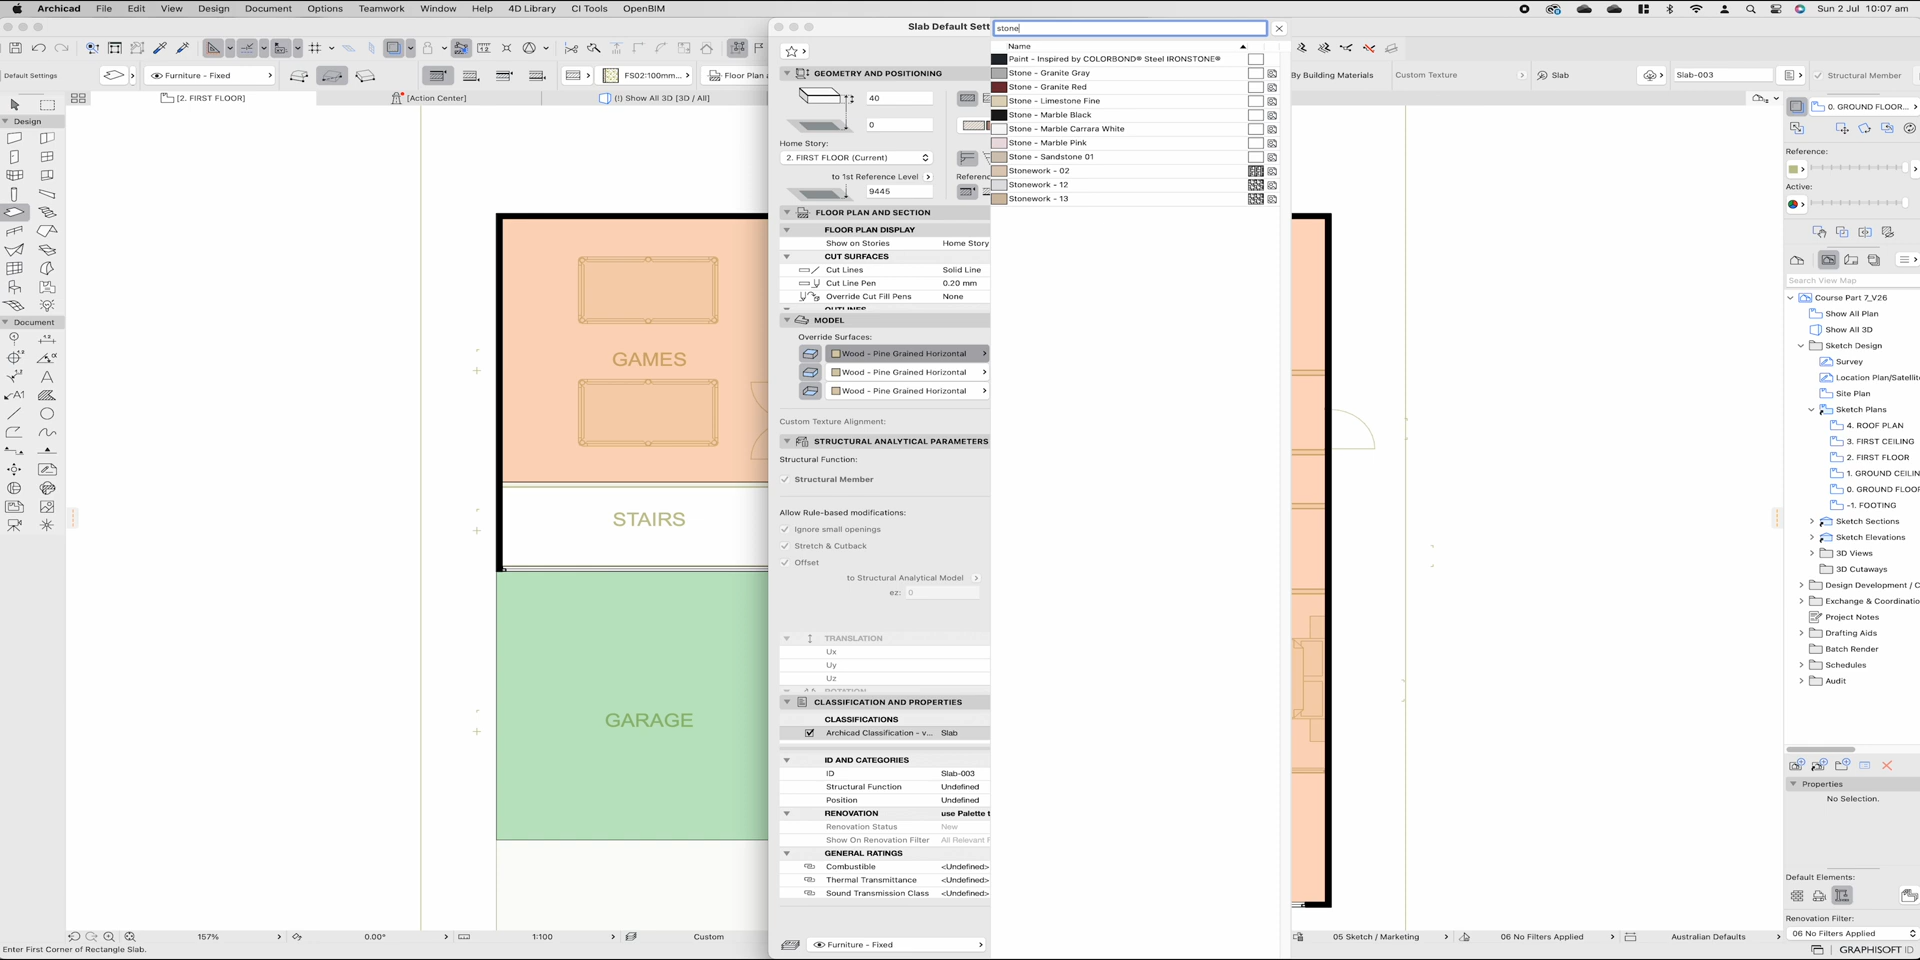 Archicad File Edit View Design Document Options Teamwork Window Help 4D Library CI Tools OpenBIM Sun 2 Jul 10:07 am
Slab Default Sett
stone
Name
Paint - Inspired by COLORBOND® Steel IRONSTONE®
Stone - Granite Gray
Stone - Granite Red
Stone - Limestone Fine
Stone - Marble Black
Stone - Marble Carrara White
Stone - Marble Pink
Stone - Sandstone 01
Stonework - 02
Stonework - 12
Stonework - 13
Default Settings
Furniture - Fixed
FS02:100mm...
Floor Plan a
By Building Materials
Custom Texture
Slab
Slab-003
Structural Member
[2. FIRST FLOOR]
[Action Center]
(!) Show All 3D [3D / All]
Design
Document
GAMES
STAIRS
GARAGE
GEOMETRY AND POSITIONING
40
0
Home Story:
2. FIRST FLOOR (Current)
to 1st Reference Level
Referenc
9445
FLOOR PLAN AND SECTION
FLOOR PLAN DISPLAY
Show on Stories Home Story
CUT SURFACES
Cut Lines Solid Line
Cut Line Pen 0.20 mm
Override Cut Fill Pens None
OUTLINES
MODEL
Override Surfaces:
Wood - Pine Grained Horizontal
Wood - Pine Grained Horizontal
Wood - Pine Grained Horizontal
Custom Texture Alignment:
STRUCTURAL ANALYTICAL PARAMETERS
Structural Function:
Structural Member
Allow Rule-based modifications:
Ignore small openings
Stretch & Cutback
Offset
to Structural Analytical Model
ez: 0
TRANSLATION
Ux
Uy
Uz
ROTATION
CLASSIFICATION AND PROPERTIES
CLASSIFICATIONS
Archicad Classification - v... Slab
ID AND CATEGORIES
ID Slab-003
Structural Function Undefined
Position Undefined
RENOVATION use Palette t
Renovation Status New
Show On Renovation Filter All Relevant F
GENERAL RATINGS
Combustible <Undefined>
Thermal Transmittance <Undefined>
Sound Transmission Class <Undefined>
Furniture - Fixed
0. GROUND FLOOR...
Reference:
Active:
Search View Map
Course Part 7_V26
Show All Plan
Show All 3D
Sketch Design
Survey
Location Plan/Satellit
Site Plan
Sketch Plans
4. ROOF PLAN
3. FIRST CEILING
2. FIRST FLOOR
1. GROUND CEILIN
0. GROUND FLOOR
-1. FOOTING
Sketch Sections
Sketch Elevations
3D Views
3D Cutaways
Design Development / C
Exchange & Coordinatio
Project Notes
Drafting Aids
Batch Render
Schedules
Audit
Properties
No Selection.
Default Elements:
Renovation Filter:
06 No Filters Applied
157% 0.00° 1:100 Custom 05 Sketch / Marketing 06 No Filters Applied Australian Defaults
Enter First Corner of Rectangle Slab.
GRAPHISOFT ID